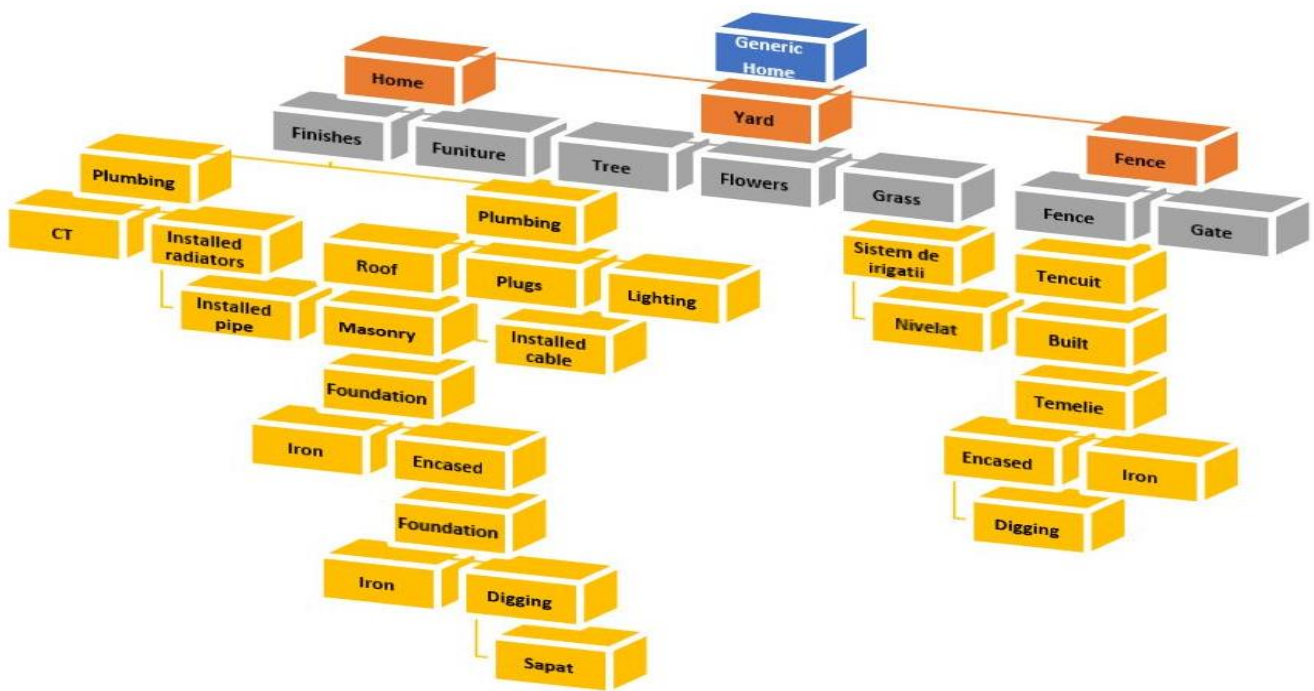 Generic
Home
Home
Yard
Fence
Finishes
Funiture
Tree
Flowers
Grass
Fence
Gate
Plumbing
Plumbing
CT
Installed
radiators
Installed
pipe
Roof
Plugs
Lighting
Masonry
Installed
cable
Foundation
Iron
Encased
Foundation
Iron
Digging
Sapat
Sistem de
irigatii
Nivelat
Tencuit
Built
Temelie
Encased
Iron
Digging